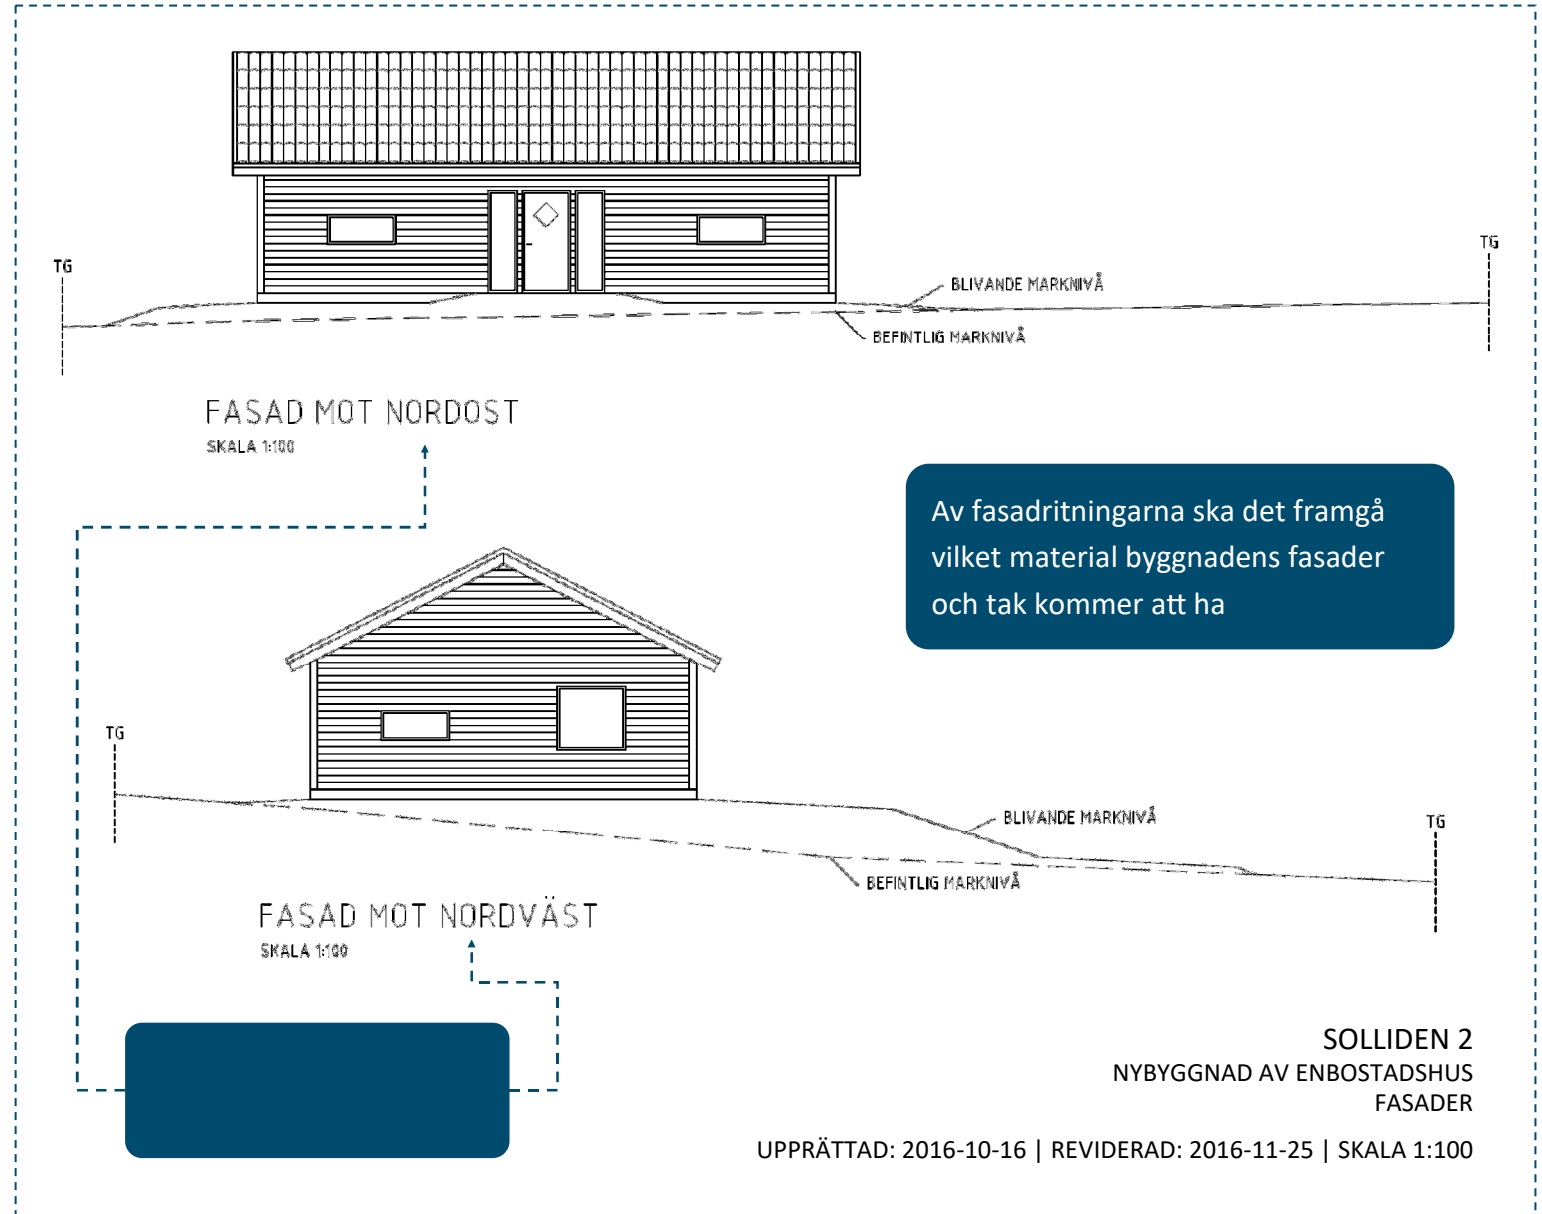 TG
TG
BLIVANDE MARKNIVÅ
BEFINTLIG MARKNIVÅ
FASAD MOT NORDOST
SKALA 1:100
Av fasadritningarna ska det framgå
vilket material byggnadens fasader
och tak kommer att ha
TG
BLIVANDE MARKNIVÅ
TG
BEFINTLIG MARKNIVÅ
FASAD MOT NORDVÄST
SKALA 1:100
SOLLIDEN 2
NYBYGGNAD AV ENBOSTADSHUS
FASADER
UPPRÄTTAD: 2016-10-16 | REVIDERAD: 2016-11-25 | SKALA 1:100